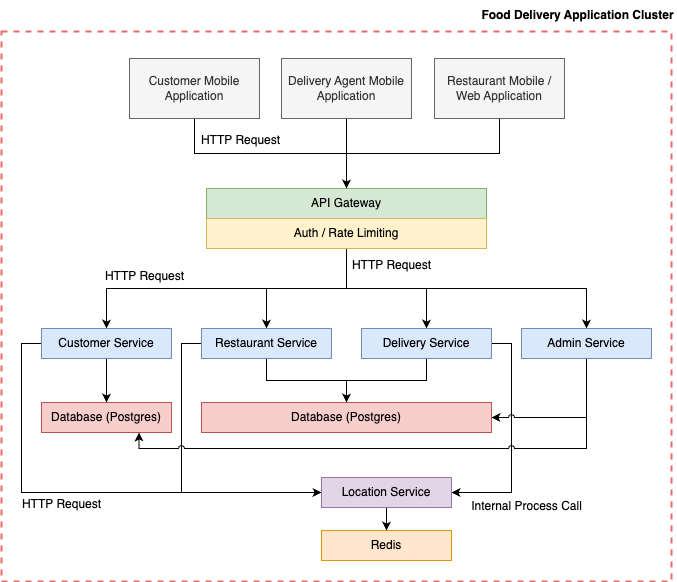 Food Delivery Application Cluster
Customer Mobile
Application
Delivery Agent Mobile
Application
Restaurant Mobile /
Web Application
HTTP Request
API Gateway
Auth / Rate Limiting
HTTP Request
HTTP Request
Customer Service
Restaurant Service
Delivery Service
Admin Service
Database (Postgres)
Database (Postgres)
Location Service
HTTP Request
Internal Process Call
Redis